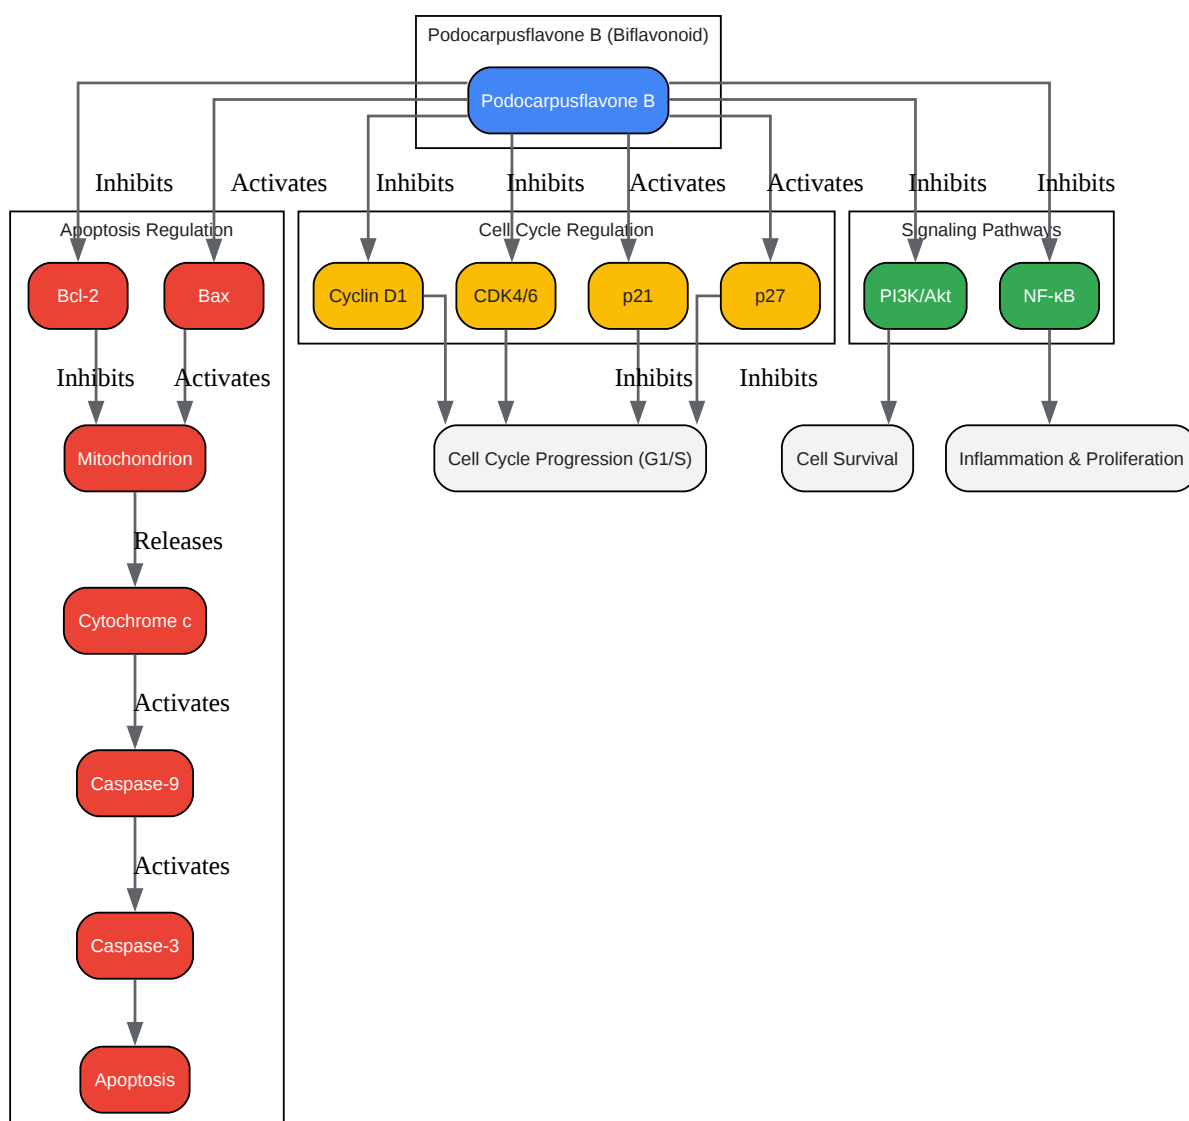 Podocarpusflavone B (Biflavonoid)
Podocarpusflavone B
Inhibits
Activates
Inhibits
Inhibits
Activates
Activates
Inhibits
Inhibits
Apoptosis Regulation
Cell Cycle Regulation
Signaling Pathways
Bcl-2
Bax
Cyclin D1
CDK4/6
p21
p27
PI3K/Akt
NF-κB
Inhibits
Activates
Inhibits
Inhibits
Mitochondrion
Cell Cycle Progression (G1/S)
Cell Survival
Inflammation & Proliferation
Releases
Cytochrome c
Activates
Caspase-9
Activates
Caspase-3
Apoptosis